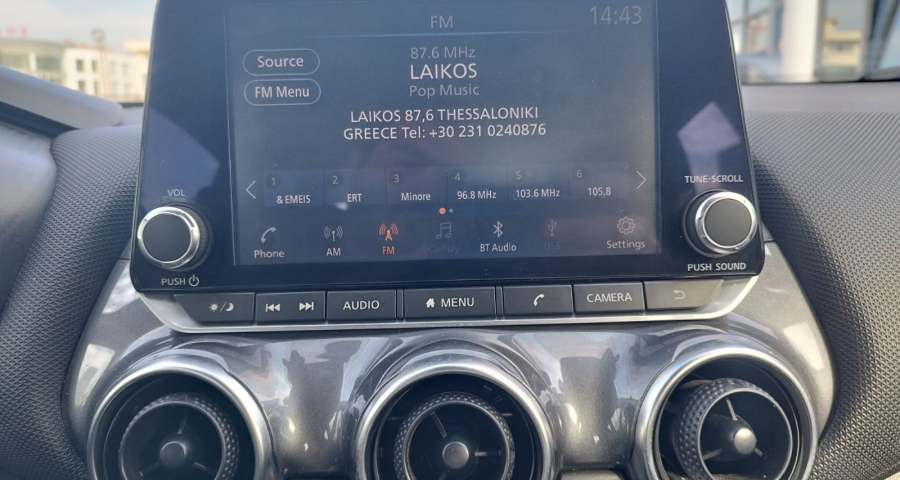 FM
14:43
87.6 MHz
Source
LAIKOS
Pop Music
FM Menu
LAIKOS 87,6 THESSALONIKI
GREECE Tel: +30 231 0240876
1 2 3 4 5 6
& EMEIS ERT Minore 96.8 MHz 103.6 MHz 105,8
Phone AM FM BT Audio USB Settings
VOL
PUSH
TUNE·SCROLL
PUSH SOUND
AUDIO MENU CAMERA